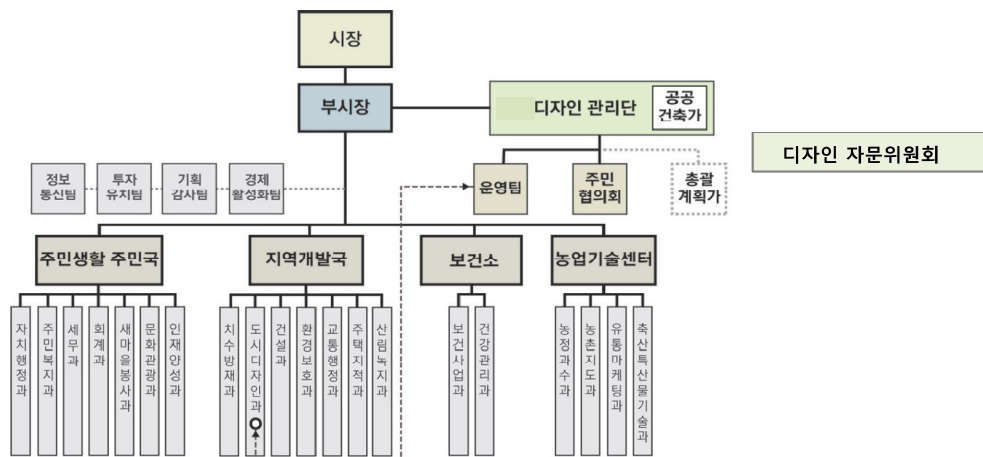 시장
부시장
디자인 관리단
공공
건축가
디자인 자문위원회
정보
통신팀
투자
유치팀
기획
감사팀
경제
활성화팀
운영팀
주민
협의회
총괄
계획가
주민생활 주민국
지역개발국
보건소
농업기술센터
자치행정과
주민복지과
세무과
회계과
새마을봉사과
문화관광과
인재양성과
치수방재과
도시디자인과
건설과
환경보호과
교통행정과
주택지적과
산림녹지과
보건사업과
건강관리과
농정과수과
농촌지도과
유통마케팅과
축산특산물기술과